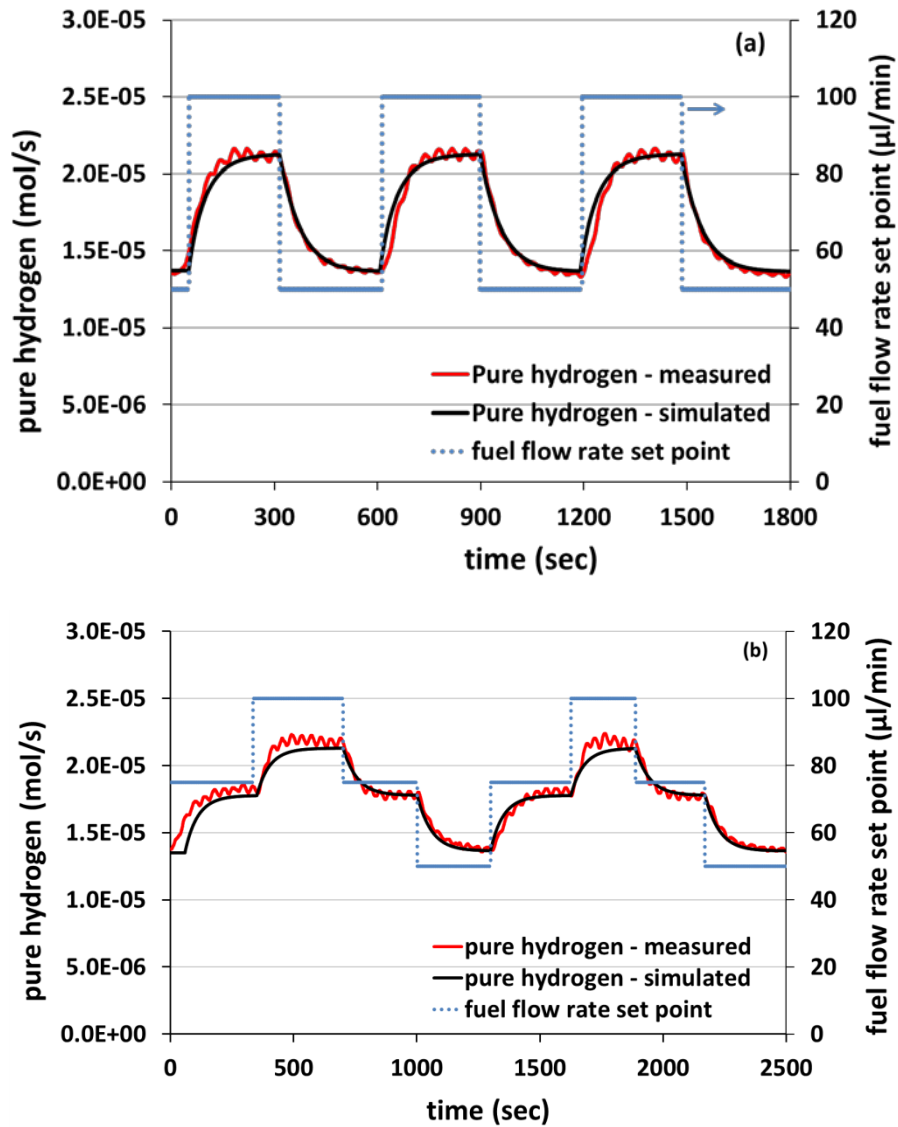 (a)
pure hydrogen (mol/s)
3.0E-05
2.5E-05
2.0E-05
1.5E-05
1.0E-05
5.0E-06
0.0E+00
120
100
80
60
40
20
0
fuel flow rate set point (µl/min)
Pure hydrogen - measured
Pure hydrogen - simulated
fuel flow rate set point
0 300 600 900 1200 1500 1800
time (sec)
(b)
pure hydrogen (mol/s)
3.0E-05
2.5E-05
2.0E-05
1.5E-05
1.0E-05
5.0E-06
0.0E+00
120
100
80
60
40
20
0
fuel flow rate set point (µl/min)
pure hydrogen - measured
pure hydrogen - simulated
fuel flow rate set point
0 500 1000 1500 2000 2500
time (sec)